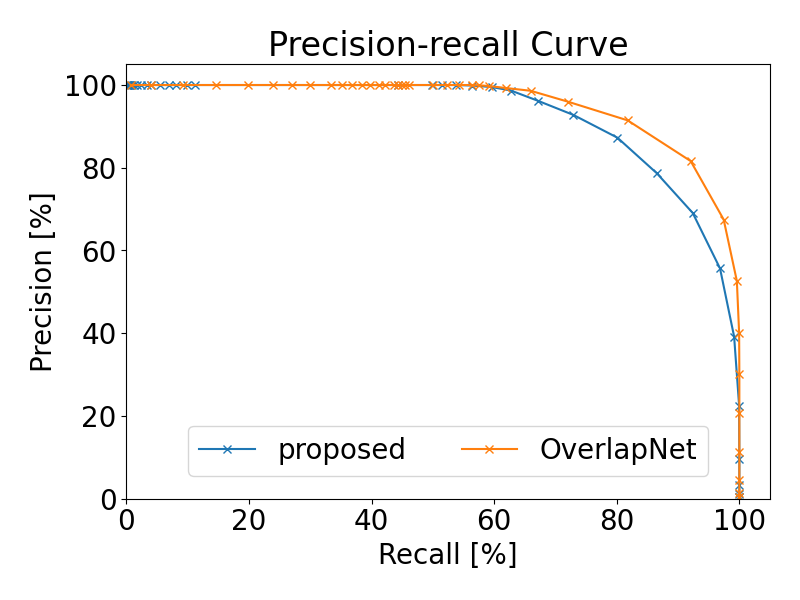 Precision-recall Curve
Precision [%]
100
80
60
40
20
0
proposed
OverlapNet
0 20 40 60 80 100
Recall [%]